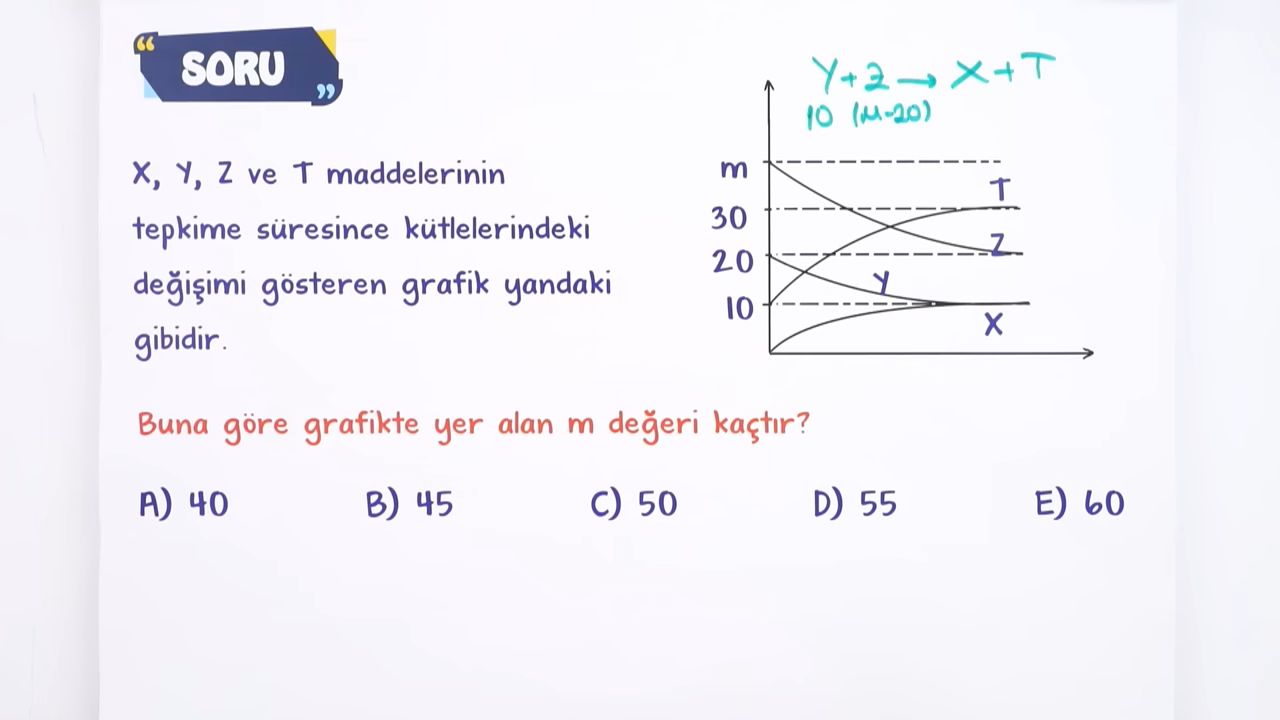 “ SORU ”
Y+Z → X+T
10 (M-20)
X, Y, Z ve T maddelerinin
tepkime süresince kütlelerindeki
değişimi gösteren grafik yandaki
gibidir.
m
30
20
10
T
Z
Y
X
Buna göre grafikte yer alan m değeri kaçtır?
A) 40 B) 45 C) 50 D) 55 E) 60